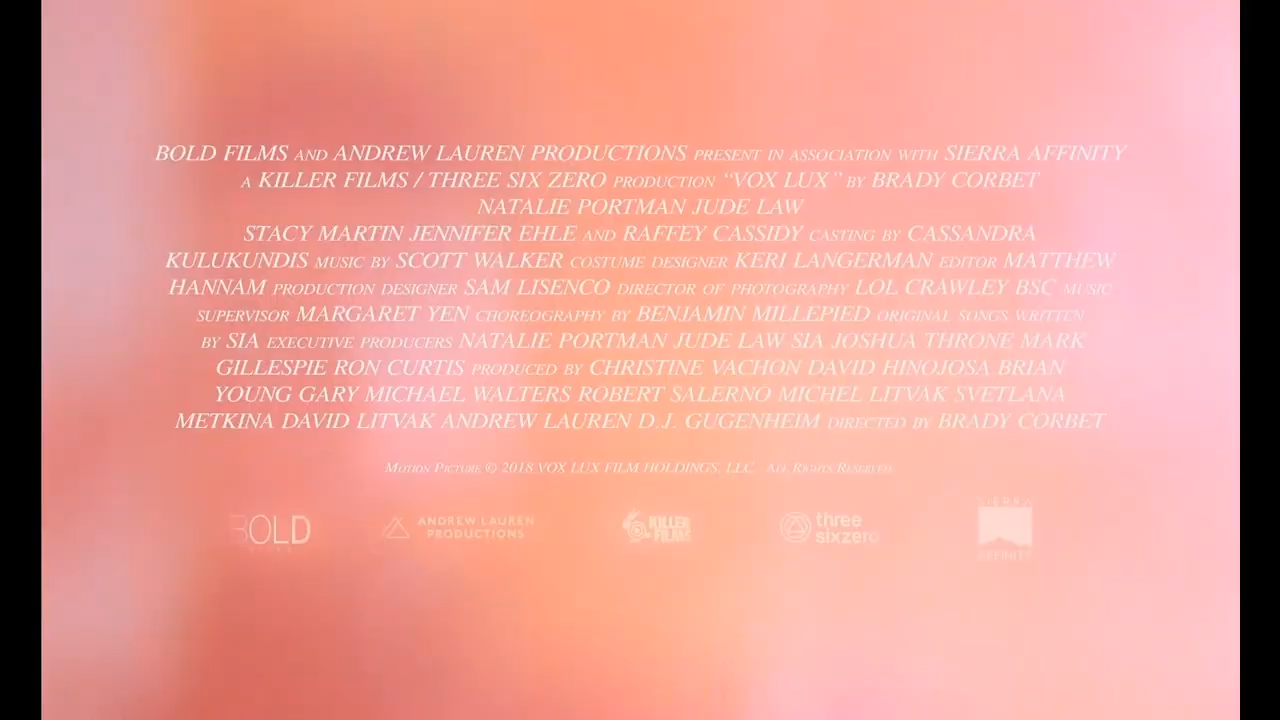 BOLD FILMS AND ANDREW LAUREN PRODUCTIONS PRESENT IN ASSOCIATION WITH SIERRA AFFINITY
A KILLER FILMS / THREE SIX ZERO PRODUCTION “VOX LUX” BY BRADY CORBET
NATALIE PORTMAN JUDE LAW
STACY MARTIN JENNIFER EHLE AND RAFFEY CASSIDY CASTING BY CASSANDRA
KULUKUNDIS MUSIC BY SCOTT WALKER COSTUME DESIGNER KERI LANGERMAN EDITOR MATTHEW
HANNAM PRODUCTION DESIGNER SAM LISENCO DIRECTOR OF PHOTOGRAPHY LOL CRAWLEY BSC MUSIC
SUPERVISOR MARGARET YEN CHOREOGRAPHY BY BENJAMIN MILLEPIED ORIGINAL SONGS WRITTEN
BY SIA EXECUTIVE PRODUCERS NATALIE PORTMAN JUDE LAW SIA JOSHUA THRONE MARK
GILLESPIE RON CURTIS PRODUCED BY CHRISTINE VACHON DAVID HINOJOSA BRIAN
YOUNG GARY MICHAEL WALTERS ROBERT SALERNO MICHEL LITVAK SVETLANA
METKINA DAVID LITVAK ANDREW LAUREN D.J. GUGENHEIM DIRECTED BY BRADY CORBET
Motion Picture © 2018 VOX LUX FILM HOLDINGS, LLC. All Rights Reserved.
BOLD
ANDREW LAUREN
PRODUCTIONS
KILLER
FILMS
three
sixzero
SIERRA
AFFINITY